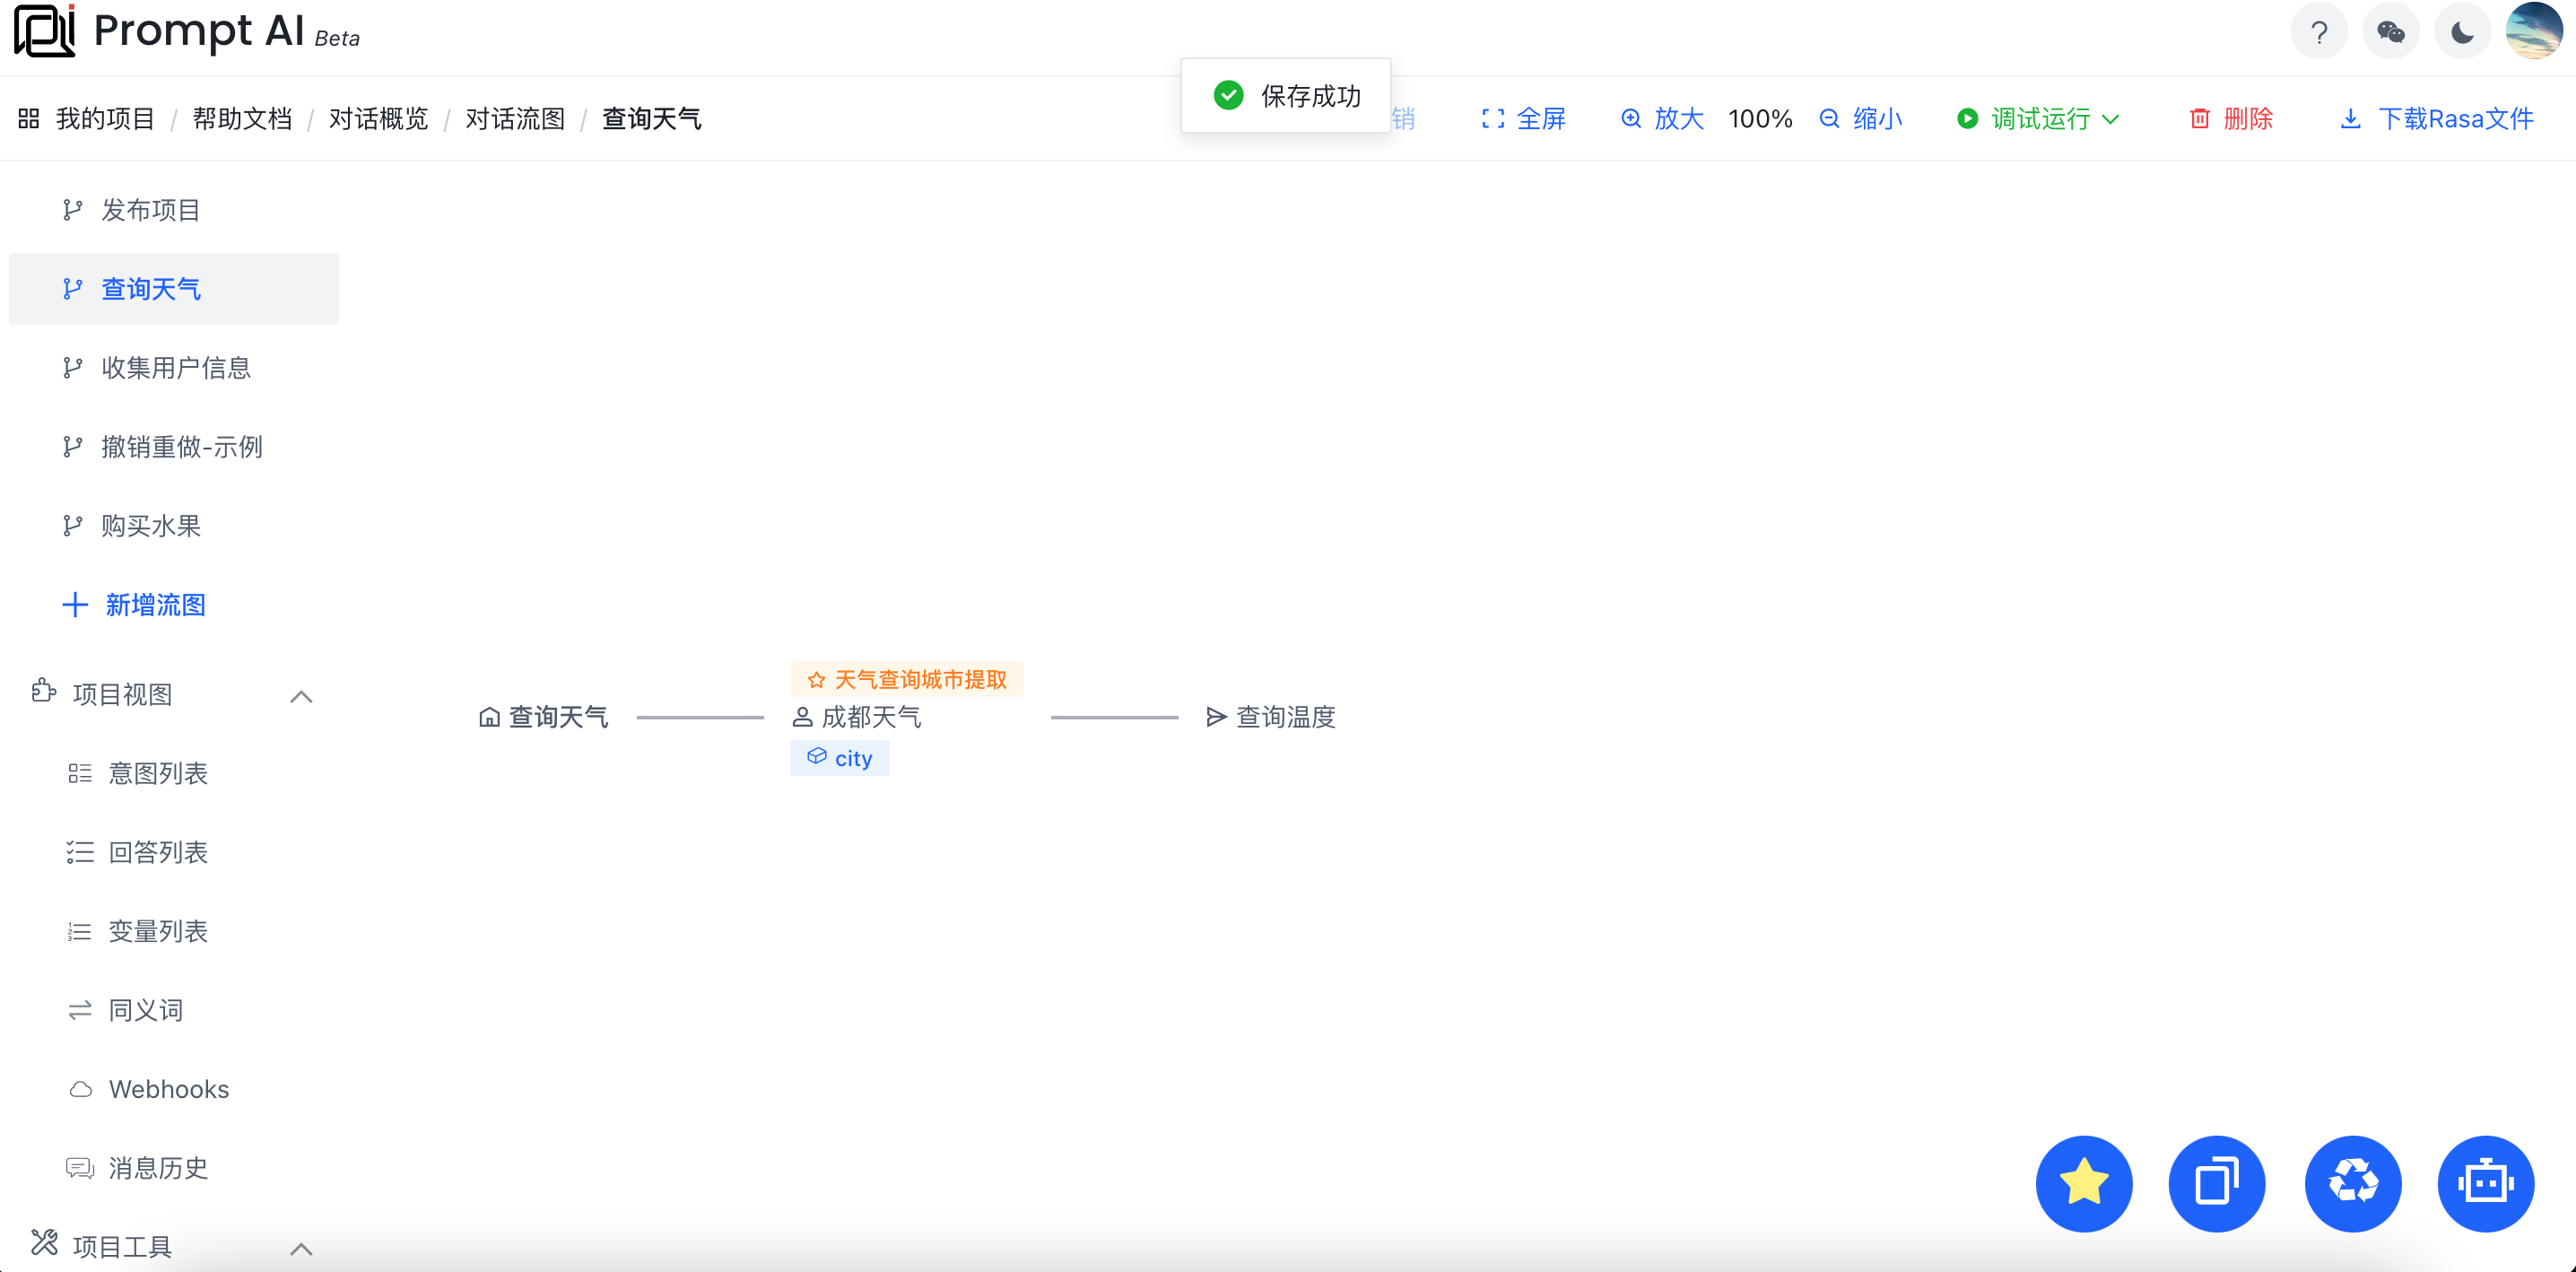 Prompt AI Beta
保存成功
我的项目 / 帮助文档 / 对话概览 / 对话流图 / 查询天气
销
全屏
放大
100%
缩小
调试运行
删除
下载Rasa文件
发布项目
查询天气
收集用户信息
撤销重做-示例
购买水果
新增流图
项目视图
意图列表
回答列表
变量列表
同义词
Webhooks
消息历史
项目工具
天气查询城市提取
查询天气
成都天气
查询温度
city